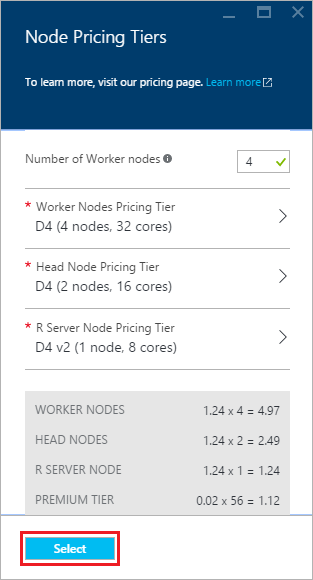 Node Pricing Tiers
To learn more, visit our pricing page. Learn more
Number of Worker nodes 4
* Worker Nodes Pricing Tier
D4 (4 nodes, 32 cores)
* Head Node Pricing Tier
D4 (2 nodes, 16 cores)
* R Server Node Pricing Tier
D4 v2 (1 node, 8 cores)
WORKER NODES 1.24 x 4 = 4.97
HEAD NODES 1.24 x 2 = 2.49
R SERVER NODE 1.24 x 1 = 1.24
PREMIUM TIER 0.02 x 56 = 1.12
Select